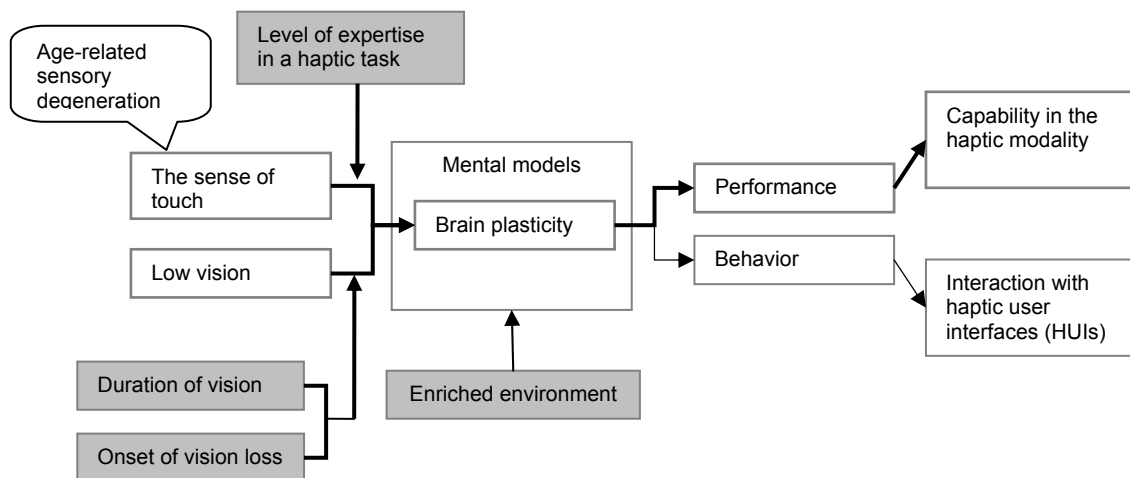 Level of expertise
in a haptic task
Age-related
sensory
degeneration
The sense of
touch
Low vision
Duration of vision
Onset of vision loss
Mental models
Brain plasticity
Enriched environment
Performance
Behavior
Capability in the
haptic modality
Interaction with
haptic user
interfaces (HUIs)